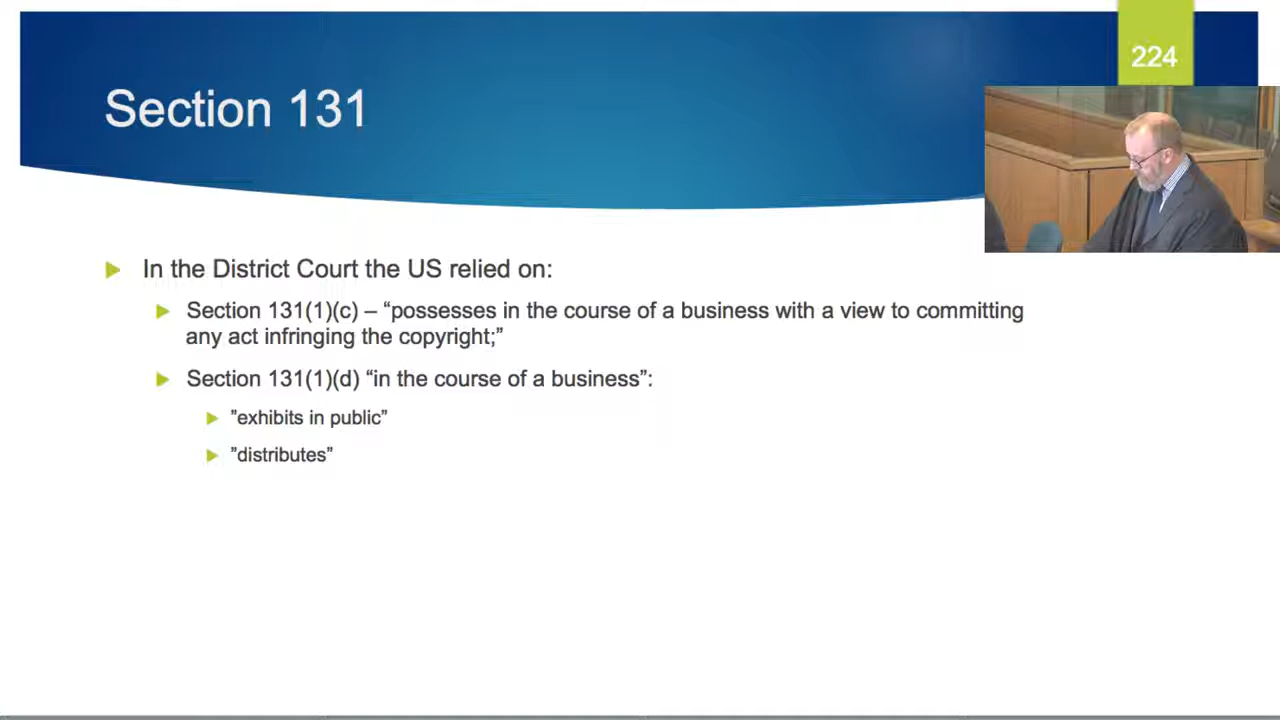 224
Section 131
In the District Court the US relied on:
Section 131(1)(c) – “possesses in the course of a business with a view to committing
any act infringing the copyright;”
Section 131(1)(d) “in the course of a business”:
”exhibits in public”
”distributes”